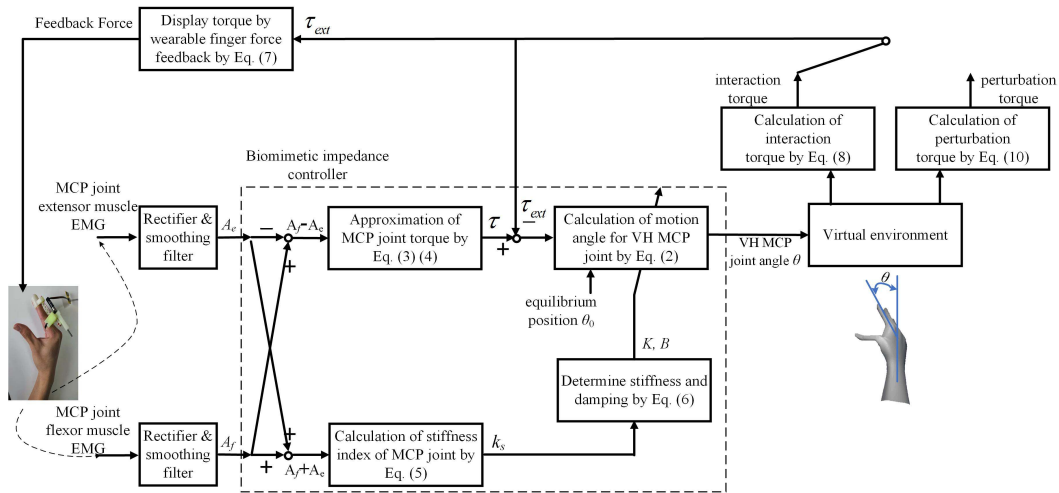 Feedback Force
Display torque by
wearable finger force
feedback by Eq. (7)
τext
interaction
torque
perturbation
torque
Calculation of
interaction
torque by Eq. (8)
Calculation of
perturbation
torque by Eq. (10)
Biomimetic impedance
controller
MCP joint
extensor muscle
EMG
Rectifier &
smoothing
filter
Ae
−
Af−Ae
+
Approximation of
MCP joint torque by
Eq. (3) (4)
τ
+
τext
−
Calculation of motion
angle for VH MCP
joint by Eq. (2)
VH MCP
joint angle θ
Virtual environment
equilibrium
position θ0
θ
K, B
Determine stiffness and
damping by Eq. (6)
MCP joint
flexor muscle
EMG
Rectifier &
smoothing
filter
Af
+
+
Af+Ae
Calculation of stiffness
index of MCP joint by
Eq. (5)
ks